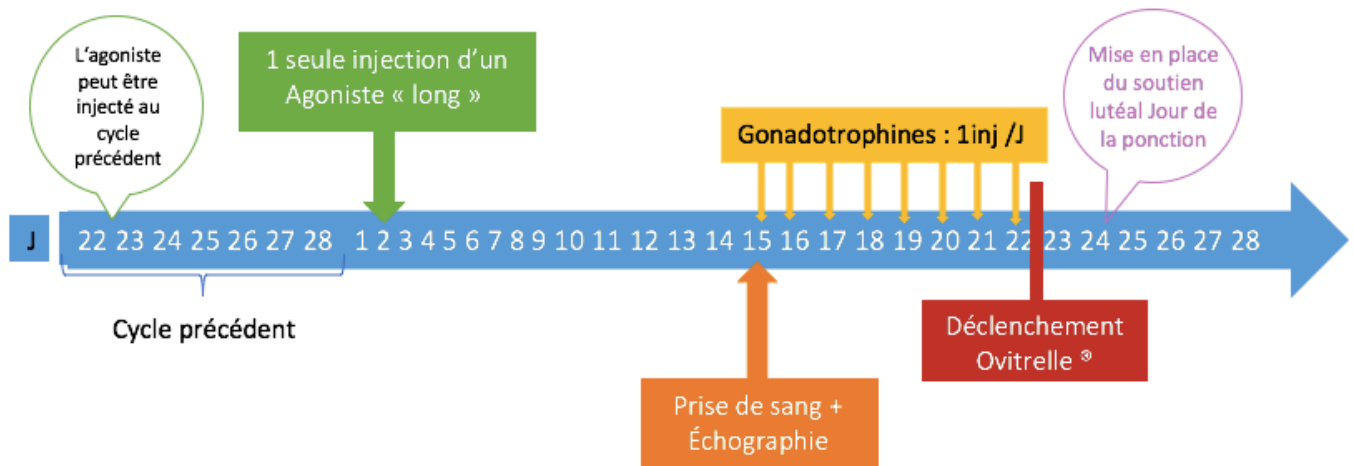 L'agoniste
peut être
injecté au
cycle
précédent
1 seule injection d'un
Agoniste « long »
Gonadotrophines : 1inj /J
Mise en place
du soutien
lutéal Jour de
la ponction
J 22 23 24 25 26 27 28 1 2 3 4 5 6 7 8 9 10 11 12 13 14 15 16 17 18 19 20 21 22 23 24 25 26 27 28
Cycle précédent
Déclenchement
Ovitrelle ®
Prise de sang +
Échographie